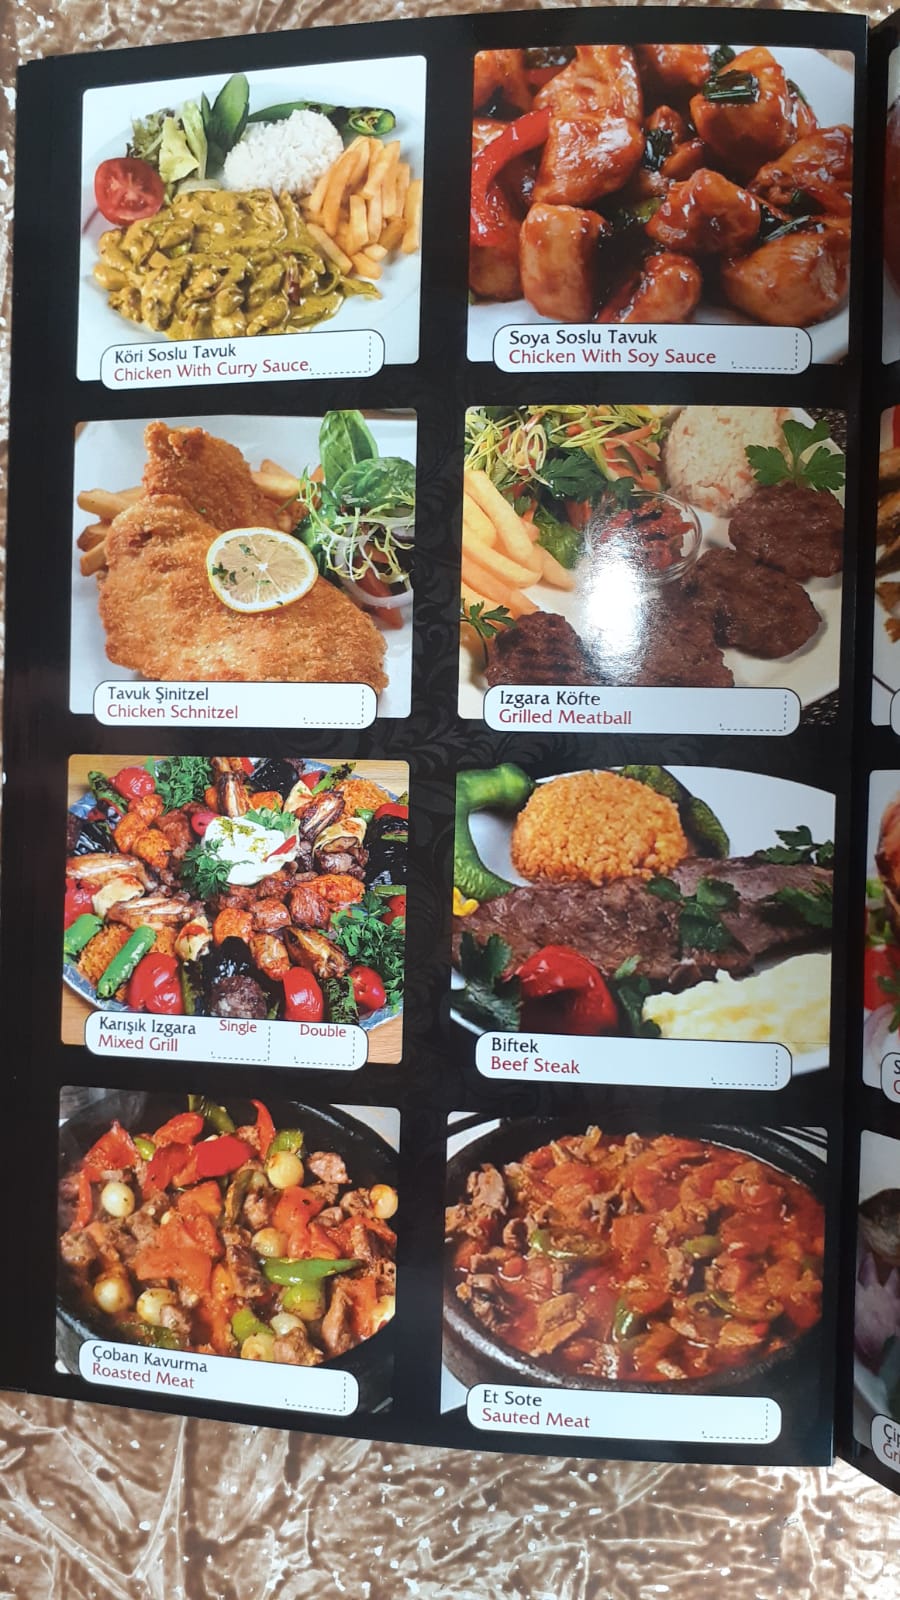 Köri Soslu Tavuk
Chicken With Curry Sauce
Soya Soslu Tavuk
Chicken With Soy Sauce
Tavuk Şinitzel
Chicken Schnitzel
Izgara Köfte
Grilled Meatball
Karışık Izgara Single Double
Mixed Grill
Biftek
Beef Steak
Çoban Kavurma
Roasted Meat
Et Sote
Sauted Meat